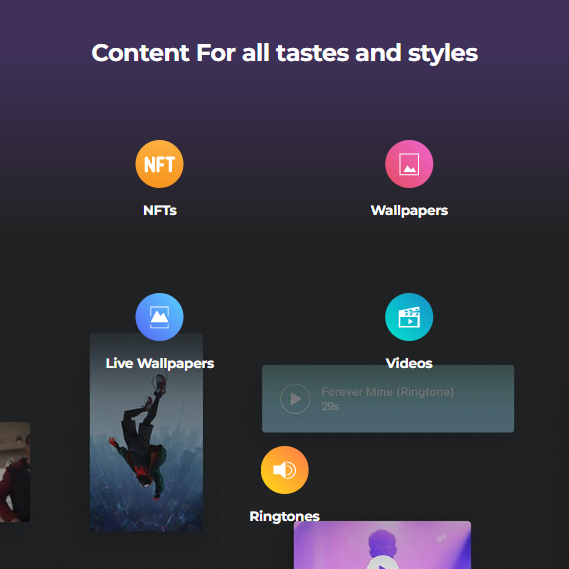 Content For all tastes and styles
NFT
NFTs
Wallpapers
Live Wallpapers
Videos
Forever Mine (Ringtone)
29s
Ringtones